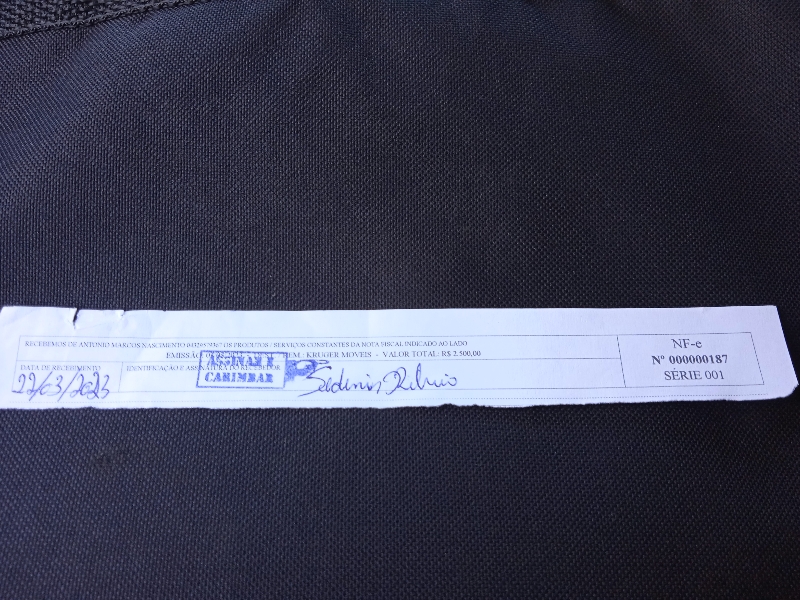 RECEBEMOS DE ANTONIO MARCOS NASCIMENTO OS PRODUTOS / SERVIÇOS CONSTANTES DA NOTA FISCAL INDICADO AO LADO
EMISSÃO: KRUGER MOVEIS - VALOR TOTAL: R$ 2.500,00
DATA DE RECEBIMENTO
22/03/2023
IDENTIFICAÇÃO E ASSINATURA DO RECEBEDOR
ASSINAR E
CARIMBAR
NF-e
Nº 000000187
SÉRIE 001